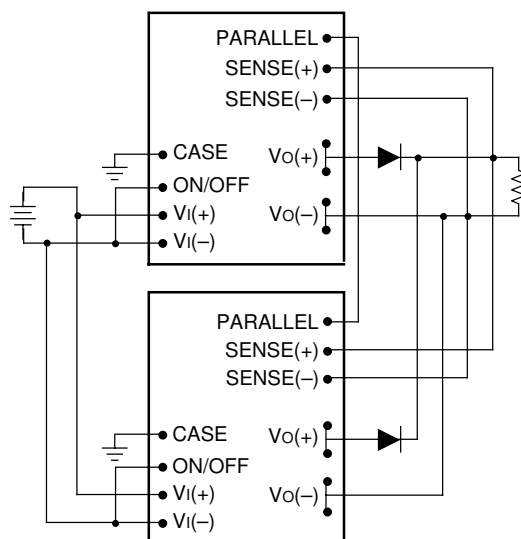 PARALLEL
SENSE(+)
SENSE(–)
CASE
VO(+)
ON/OFF
VI(+)
VO(–)
VI(–)
PARALLEL
SENSE(+)
SENSE(–)
CASE
VO(+)
ON/OFF
VI(+)
VO(–)
VI(–)